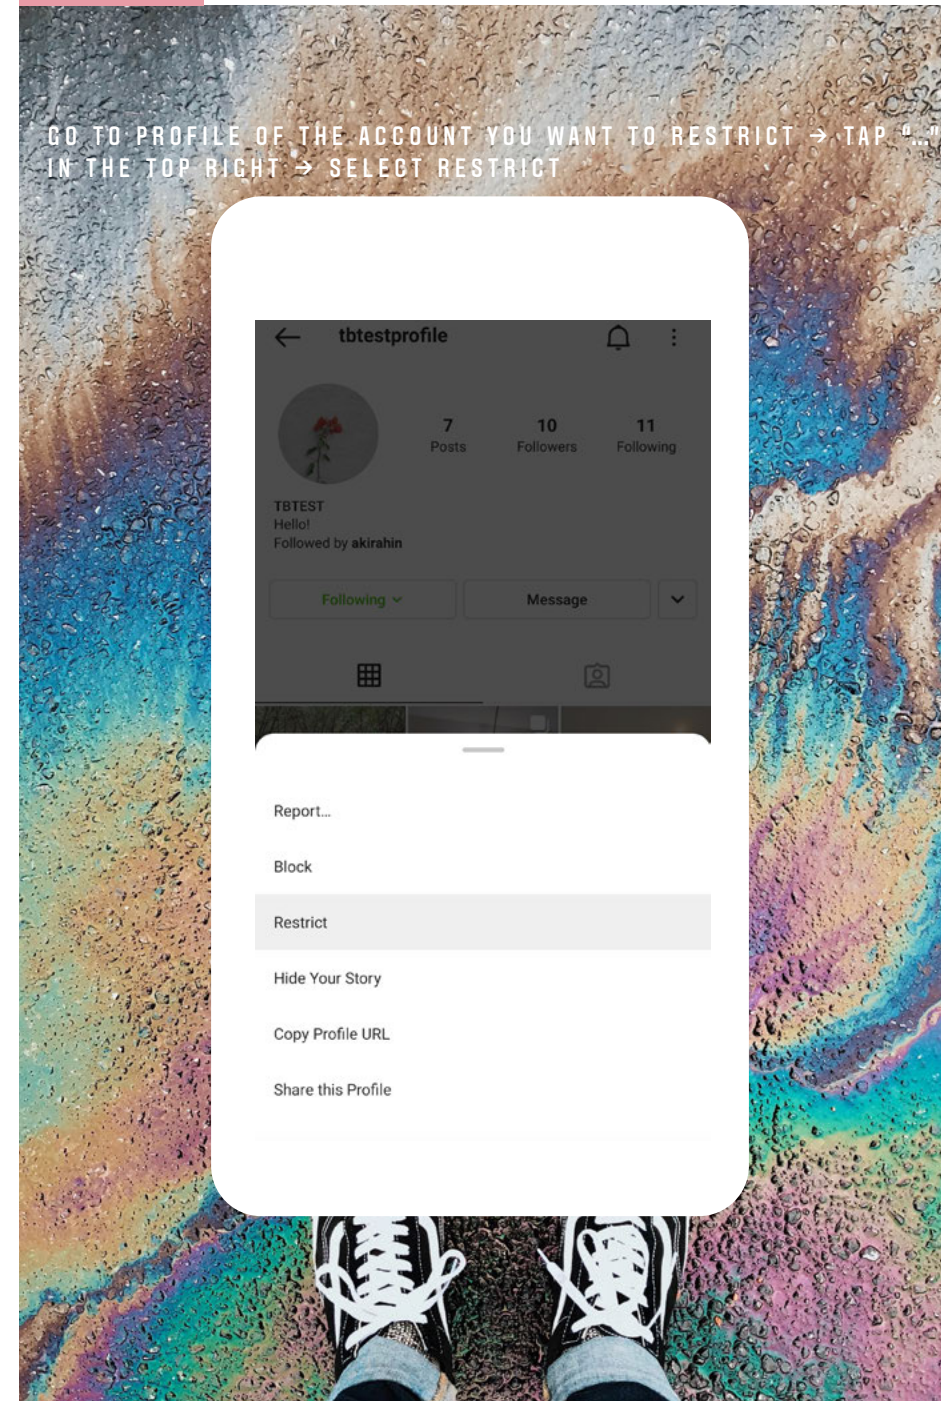 GO TO PROFILE OF THE ACCOUNT YOU WANT TO RESTRICT → TAP "..."
IN THE TOP RIGHT → SELECT RESTRICT
tbtestprofile
7 10 11
Posts Followers Following
TBTEST
Hello!
Followed by akirahin
Following Message
Report...
Block
Restrict
Hide Your Story
Copy Profile URL
Share this Profile